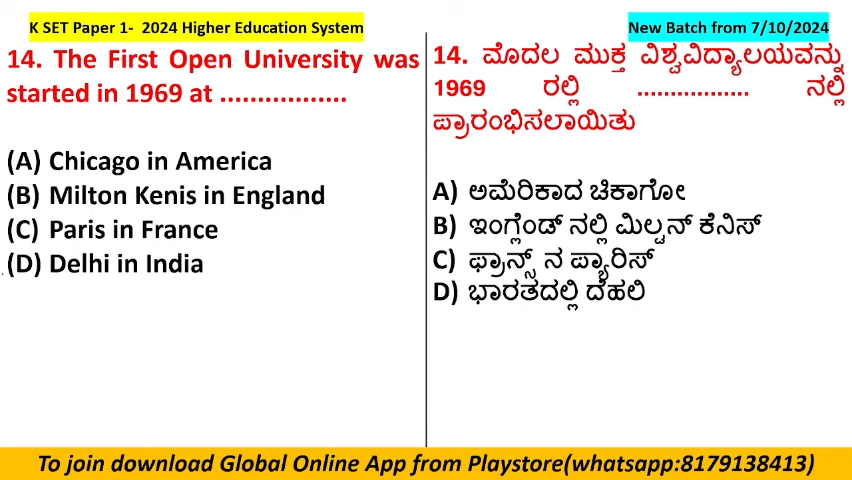 K SET Paper 1-  2024 Higher Education System
New Batch from 7/10/2024
14. The First Open University was
started in 1969 at .................
(A) Chicago in America
(B) Milton Kenis in England
(C) Paris in France
(D) Delhi in India
14. ಮೊದಲ ಮುಕ್ತ ವಿಶ್ವವಿದ್ಯಾಲಯವನ್ನು
1969 ರಲ್ಲಿ ................. ನಲ್ಲಿ
ಪ್ರಾರಂಭಿಸಲಾಯಿತು
A) ಅಮೆರಿಕಾದ ಚಿಕಾಗೋ
B) ಇಂಗ್ಲೆಂಡ್ ನಲ್ಲಿ ಮಿಲ್ಟನ್ ಕೆನಿಸ್
C) ಫ್ರಾನ್ಸ್ ನ ಪ್ಯಾರಿಸ್
D) ಭಾರತದಲ್ಲಿ ದೆಹಲಿ
To join download Global Online App from Playstore(whatsapp:8179138413)